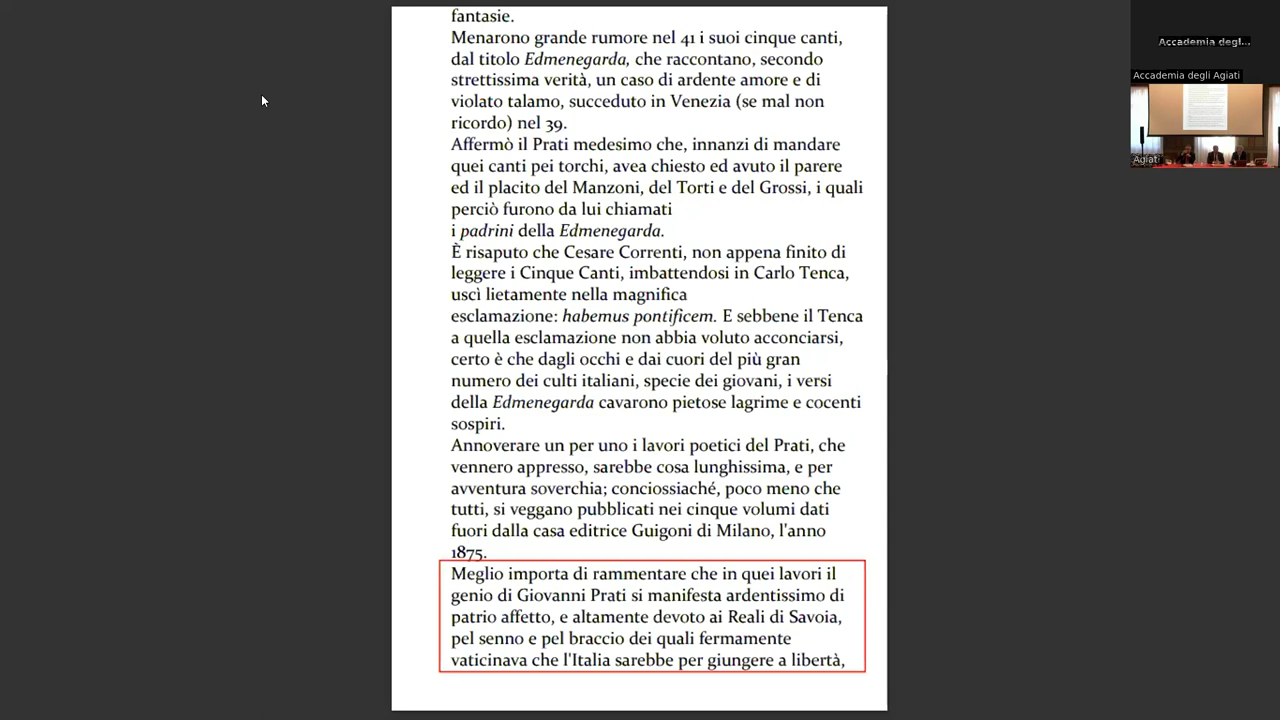 fantasie.
Menarono grande rumore nel 41 i suoi cinque canti,
dal titolo Edmenegarda, che raccontano, secondo
strettissima verità, un caso di ardente amore e di
violato talamo, succeduto in Venezia (se mal non
ricordo) nel 39.
Affermò il Prati medesimo che, innanzi di mandare
quei canti pei torchi, avea chiesto ed avuto il parere
ed il placito del Manzoni, del Torti e del Grossi, i quali
perciò furono da lui chiamati
i padrini della Edmenegarda.
È risaputo che Cesare Correnti, non appena finito di
leggere i Cinque Canti, imbattendosi in Carlo Tenca,
uscì lietamente nella magnifica
esclamazione: habemus pontificem. E sebbene il Tenca
a quella esclamazione non abbia voluto acconciarsi,
certo è che dagli occhi e dai cuori del più gran
numero dei culti italiani, specie dei giovani, i versi
della Edmenegarda cavarono pietose lagrime e cocenti
sospiri.
Annoverare un per uno i lavori poetici del Prati, che
vennero appresso, sarebbe cosa lunghissima, e per
avventura soverchia; conciossiaché, poco meno che
tutti, si veggano pubblicati nei cinque volumi dati
fuori dalla casa editrice Guigoni di Milano, l'anno
1875.
Meglio importa di rammentare che in quei lavori il
genio di Giovanni Prati si manifesta ardentissimo di
patrio affetto, e altamente devoto ai Reali di Savoia,
pel senno e pel braccio dei quali fermamente
vaticinava che l'Italia sarebbe per giungere a libertà,
Accademia degl...
Accademia degli Agiati
Agiati